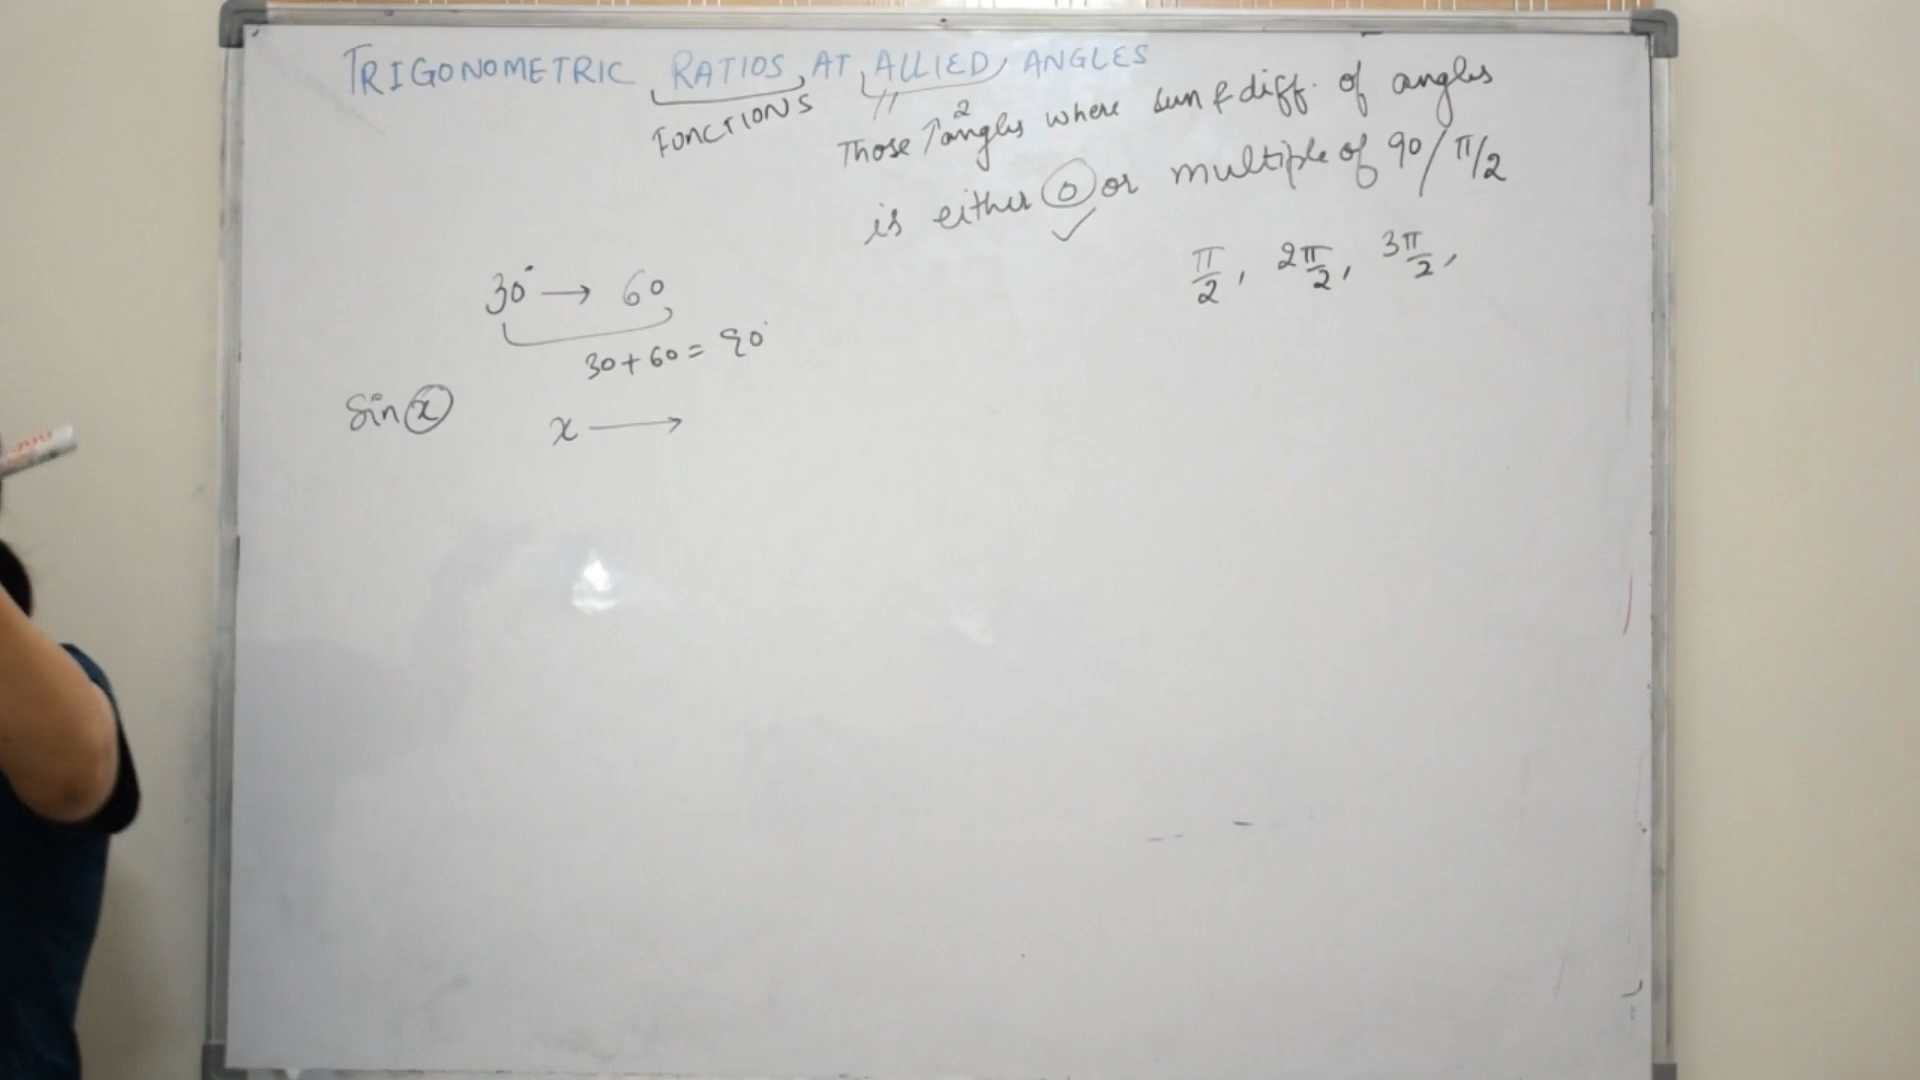 TRIGONOMETRIC RATIOS AT ALLIED ANGLES
FUNCTIONS
Those 2 angles where sum & diff. of angles
is either 0 or multiple of 90/π/2
π/2, 2π/2, 3π/2,
30° → 60
30+60=90°
Sin x
x →